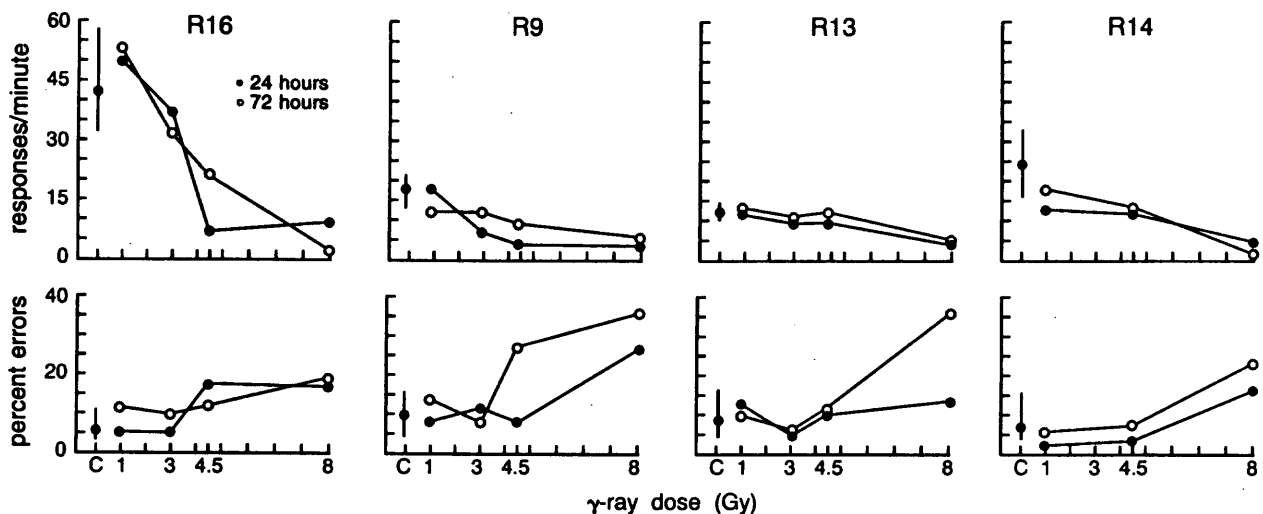 R16 R9 R13 R14
60
45
30
15
0
responses/minute
• 24 hours
○ 72 hours
40
20
0
percent errors
C 1 3 4.5 8 C 1 3 4.5 8 C 1 3 4.5 8 C 1 3 4.5 8
γ-ray dose (Gy)